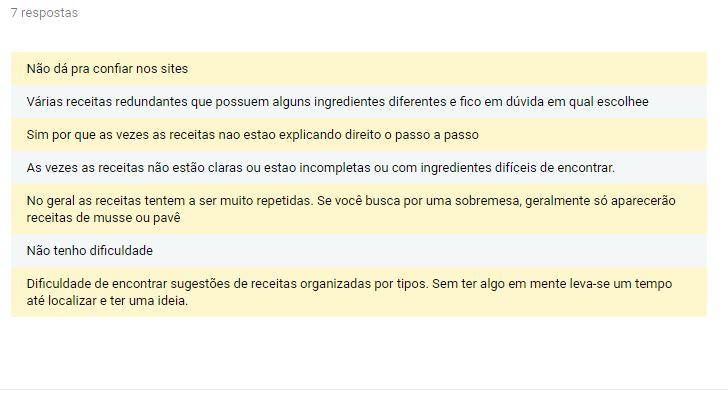 7 respostas
Não dá pra confiar nos sites
Várias receitas redundantes que possuem alguns ingredientes diferentes e fico em dúvida em qual escolhee
Sim por que as vezes as receitas nao estao explicando direito o passo a passo
As vezes as receitas não estão claras ou estao incompletas ou com ingredientes difíceis de encontrar.
No geral as receitas tentem a ser muito repetidas. Se você busca por uma sobremesa, geralmente só aparecerão
receitas de musse ou pavê
Não tenho dificuldade
Dificuldade de encontrar sugestões de receitas organizadas por tipos. Sem ter algo em mente leva-se um tempo
até localizar e ter uma ideia.